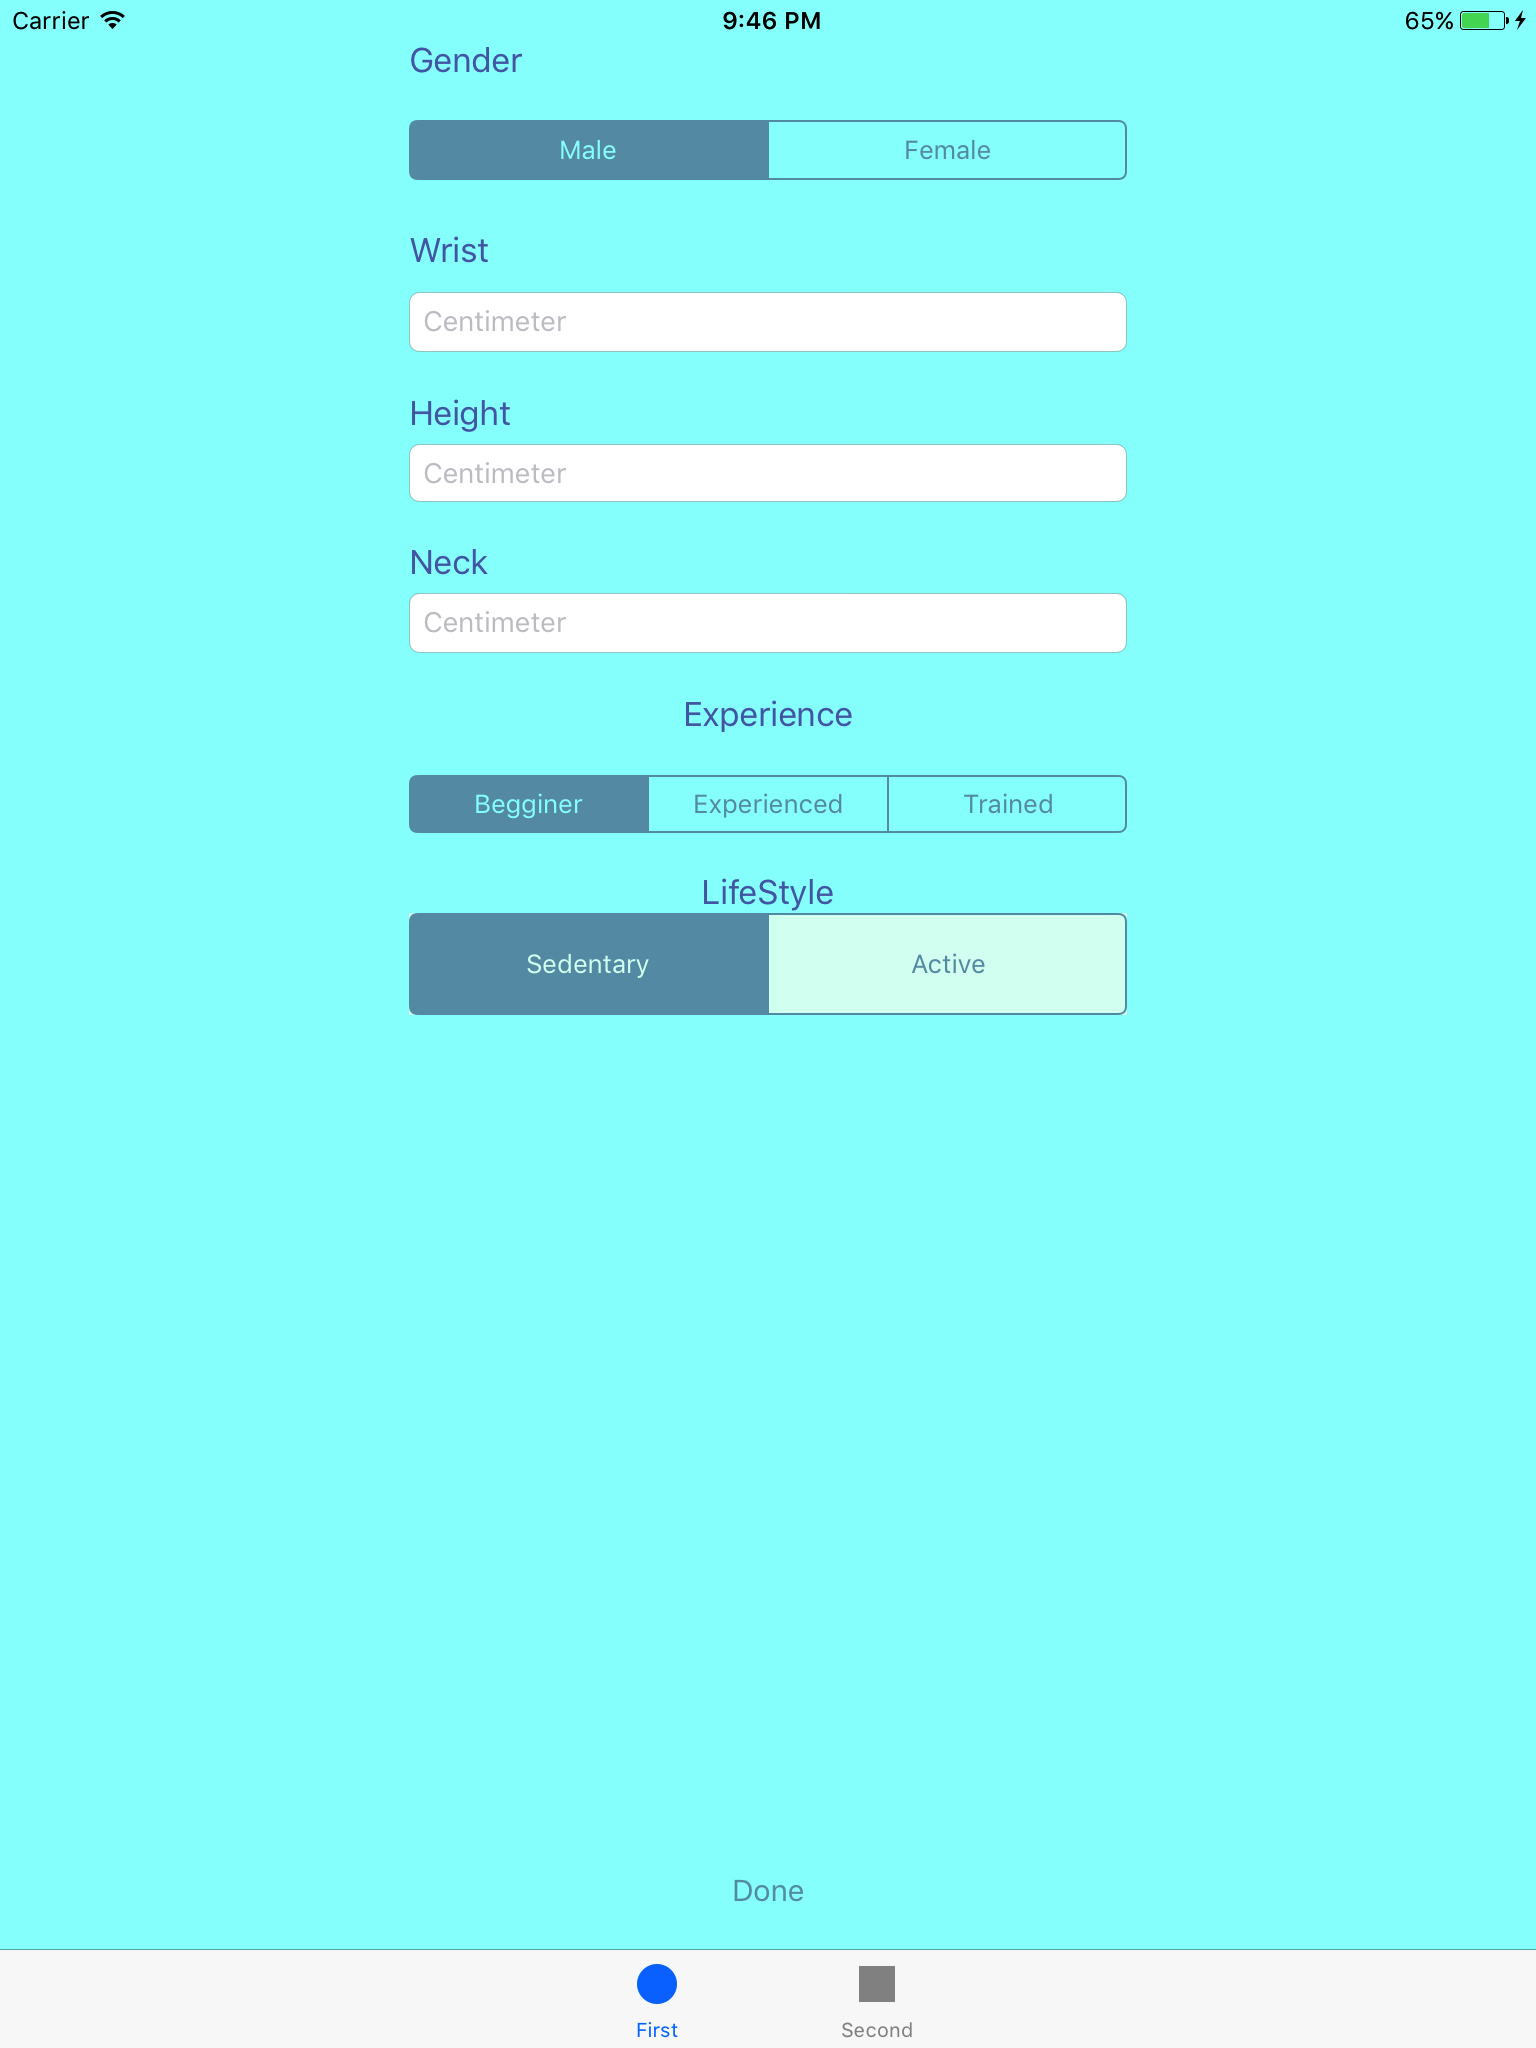 Carrier 9:46 PM 65%
Gender
Male Female
Wrist
Centimeter
Height
Centimeter
Neck
Centimeter
Experience
Begginer Experienced Trained
LifeStyle
Sedentary Active
Done
First Second